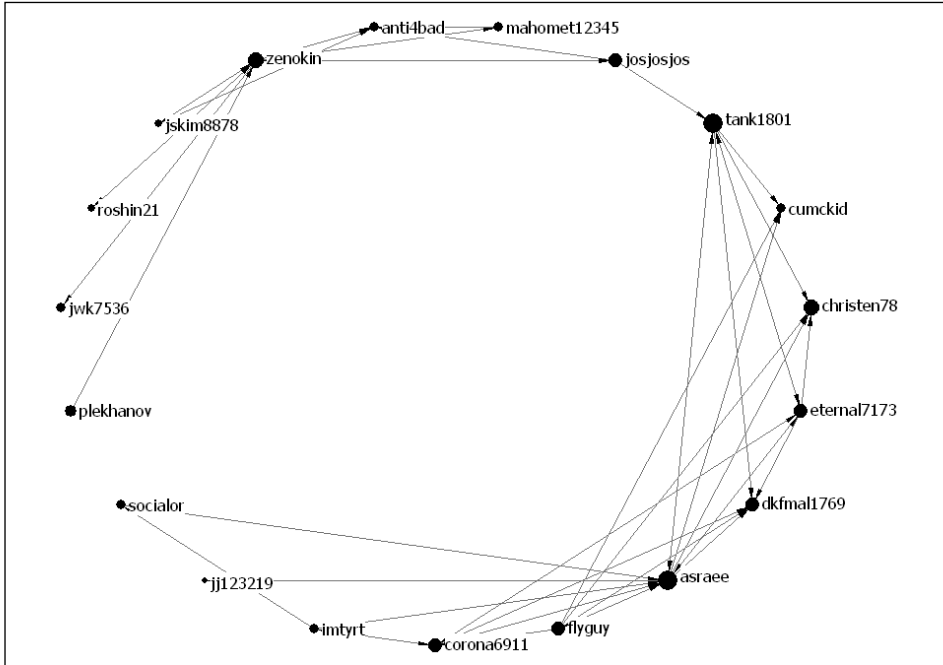 anti4bad
mahomet12345
zenokin
josjosjos
tank1801
jskim8878
roshin21
cumckid
jwk7536
christen78
plekhanov
eternal7173
socialor
dkfmal1769
jj123219
asraee
imtyrt
flyguy
corona6911